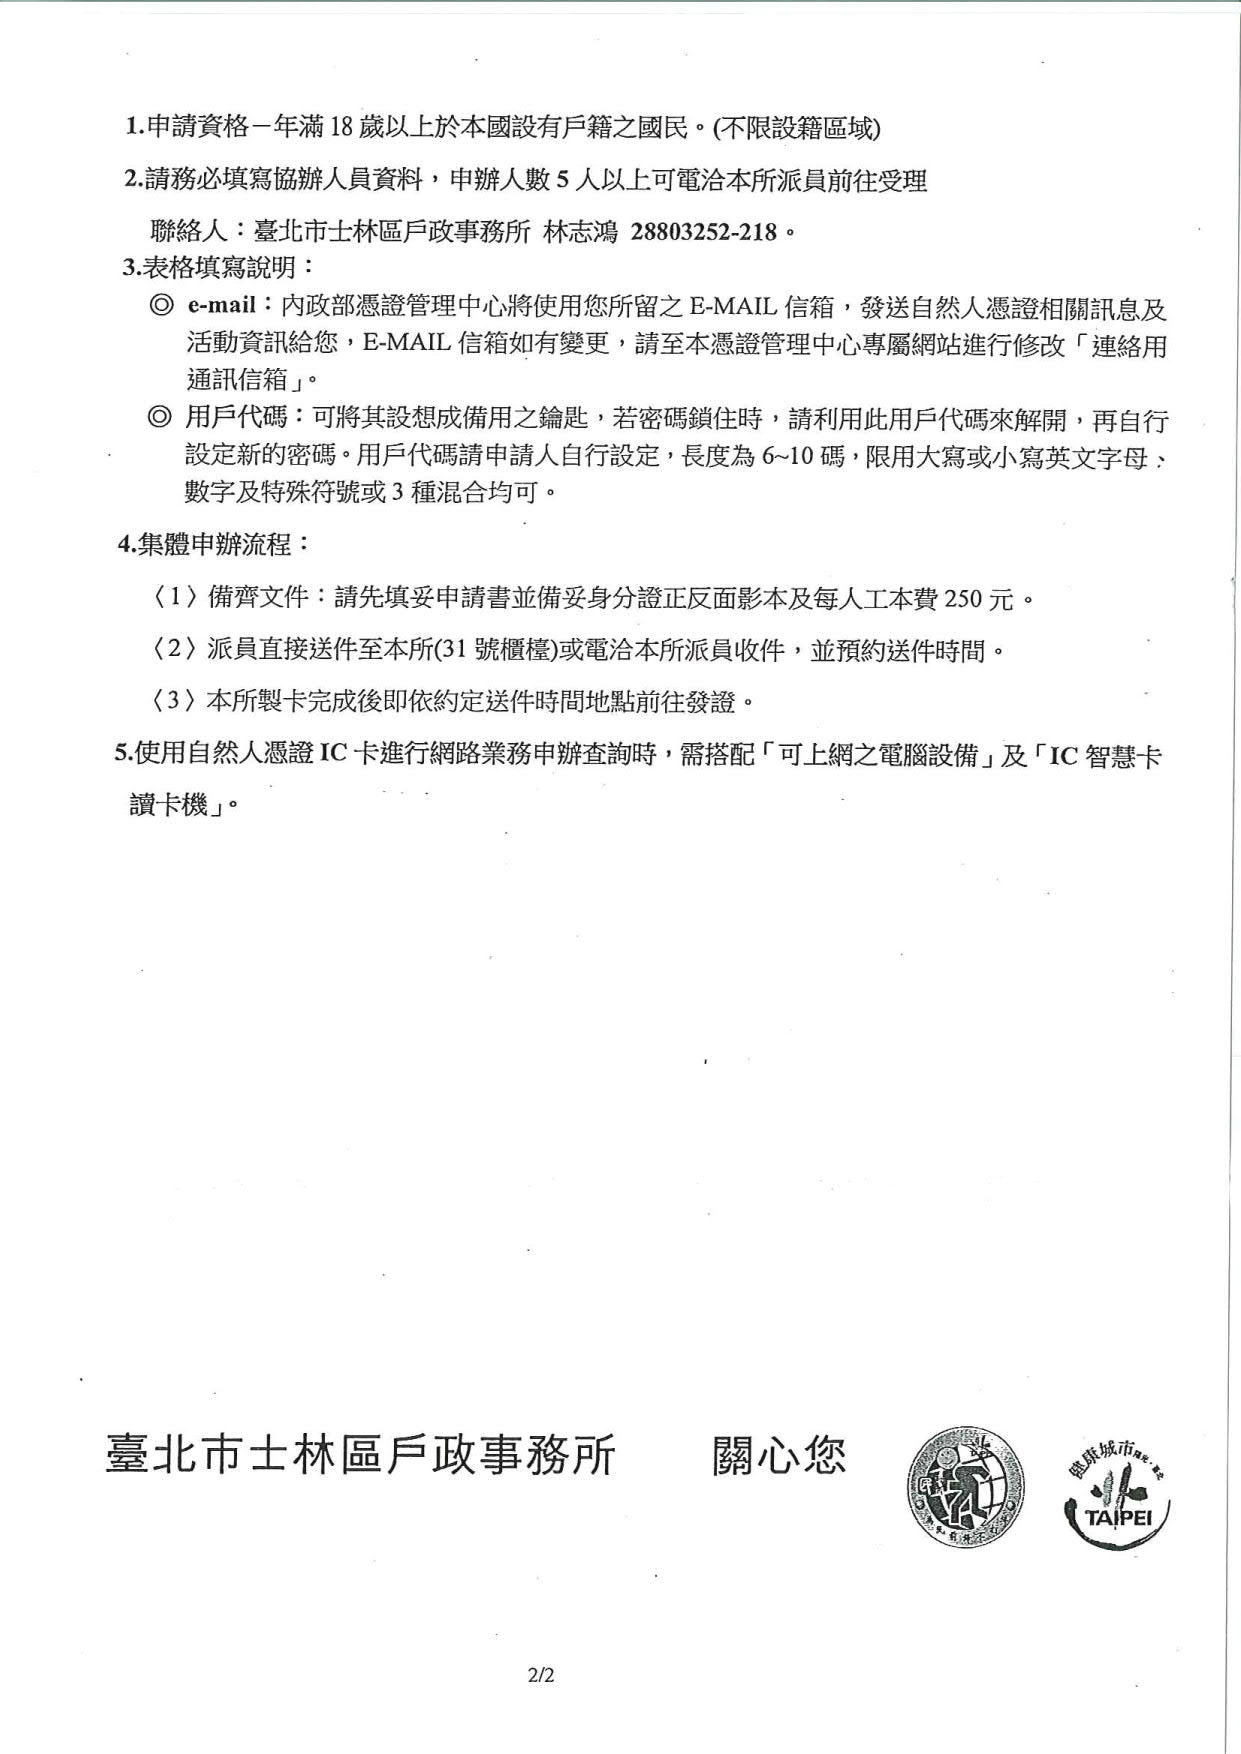 1.申請資格－年滿 18 歲以上於本國設有戶籍之國民。(不限設籍區域)
2.請務必填寫協辦人員資料，申辦人數 5 人以上可電洽本所派員前往受理
聯絡人：臺北市士林區戶政事務所 林志鴻 28803252-218。
3.表格填寫說明：
◎ e-mail：內政部憑證管理中心將使用您所留之 E-MAIL 信箱，發送自然人憑證相關訊息及
活動資訊給您，E-MAIL 信箱如有變更，請至本憑證管理中心專屬網站進行修改「連絡用
通訊信箱」。
◎ 用戶代碼：可將其設想成備用之鑰匙，若密碼鎖住時，請利用此用戶代碼來解開，再自行
設定新的密碼。用戶代碼請申請人自行設定，長度為 6~10 碼，限用大寫或小寫英文字母、
數字及特殊符號或 3 種混合均可。
4.集體申辦流程：
〈1〉備齊文件：請先填妥申請書並備妥身分證正反面影本及每人工本費 250 元。
〈2〉派員直接送件至本所(31 號櫃檯)或電洽本所派員收件，並預約送件時間。
〈3〉本所製卡完成後即依約定送件時間地點前往發證。
5.使用自然人憑證 IC 卡進行網路業務申辦查詢時，需搭配「可上網之電腦設備」及「IC 智慧卡
讀卡機」。
臺北市士林區戶政事務所 關心您
健康城市
TAIPEI
2/2